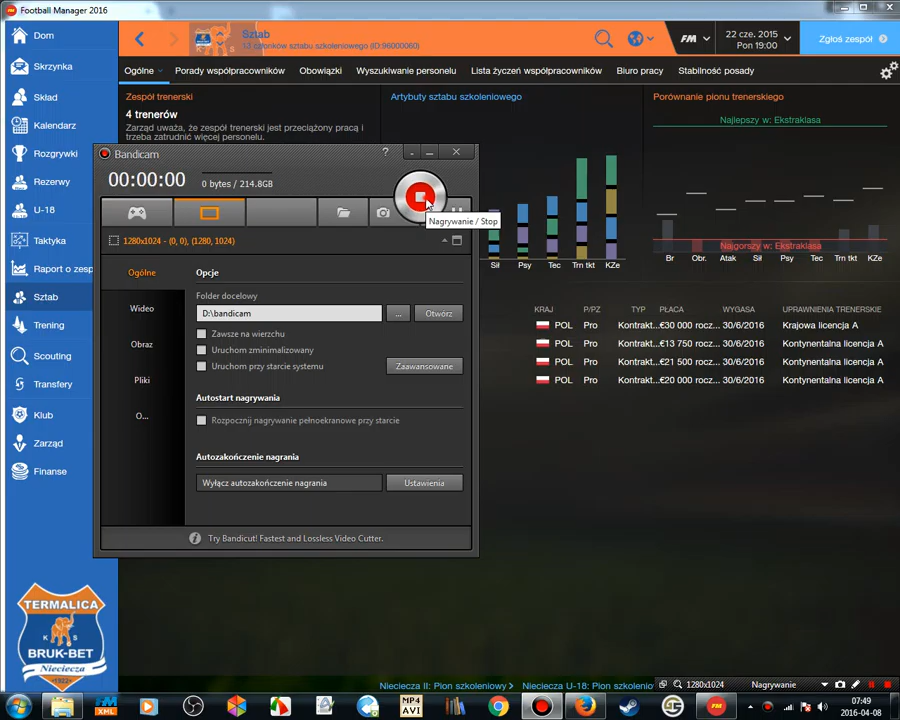 Football Manager 2016
Dom
Skrzynka
Skład
Kalendarz
Rozgrywki
Rezerwy
U-18
Taktyka
Raport o zesp
Sztab
Trening
Scouting
Transfery
Klub
Zarząd
Finanse
TERMALICA
K S
BRUK-BET
Nieciecza
1922
Sztab
13 członków sztabu szkoleniowego (ID:96000060)
FM
22 cze. 2015
Pon 19:00
Zgłoś zespół
Ogólne
Porady współpracowników
Obowiązki
Wyszukiwanie personelu
Lista życzeń współpracowników
Biuro pracy
Stabilność posady
Zespół trenerski
4 trenerów
Zarząd uważa, że zespół trenerski jest przeciążony pracą i
trzeba zatrudnić więcej personelu.
Artybuty sztabu szkoleniowego
Sił Psy Tec Trn tkt KZe
Porównanie pionu trenerskiego
Najlepszy w: Ekstraklasa
Najgorszy w: Ekstraklasa
Br Obr. Atak Sił Psy Tec Trn tkt KZe
KRAJ P/PZ TYP PŁACA WYGASA UPRAWNIENIA TRENERSKIE
POL Pro Kontrakt...€30 000 rocz... 30/6/2016 Krajowa licencja A
POL Pro Kontrakt...€13 750 rocz... 30/6/2016 Kontynentalna licencja A
POL Pro Kontrakt...€21 500 rocz... 30/6/2016 Kontynentalna licencja A
POL Pro Kontrakt...€20 000 rocz... 30/6/2016 Kontynentalna licencja A
Bandicam
?
00:00:00
0 bytes / 214.8GB
Nagrywanie / Stop
1280x1024 - (0, 0), (1280, 1024)
Ogólne
Wideo
Obraz
Pliki
O...
Opcje
Folder docelowy
D:\bandicam
...
Otwórz
Zawsze na wierzchu
Uruchom zminimalizowany
Uruchom przy starcie systemu
Zaawansowane
Autostart nagrywania
Rozpocznij nagrywanie pełnoekranowe przy starcie
Autozakończenie nagrania
Wyłącz autozakończenie nagrania
Ustawienia
Try Bandicut! Fastest and Lossless Video Cutter.
Nieciecza II: Pion szkoleniowy
Nieciecza U-18: Pion szkolenio
1280x1024
Nagrywanie
FM
XML
MP4
AVI
FM
07:49
2016-04-08